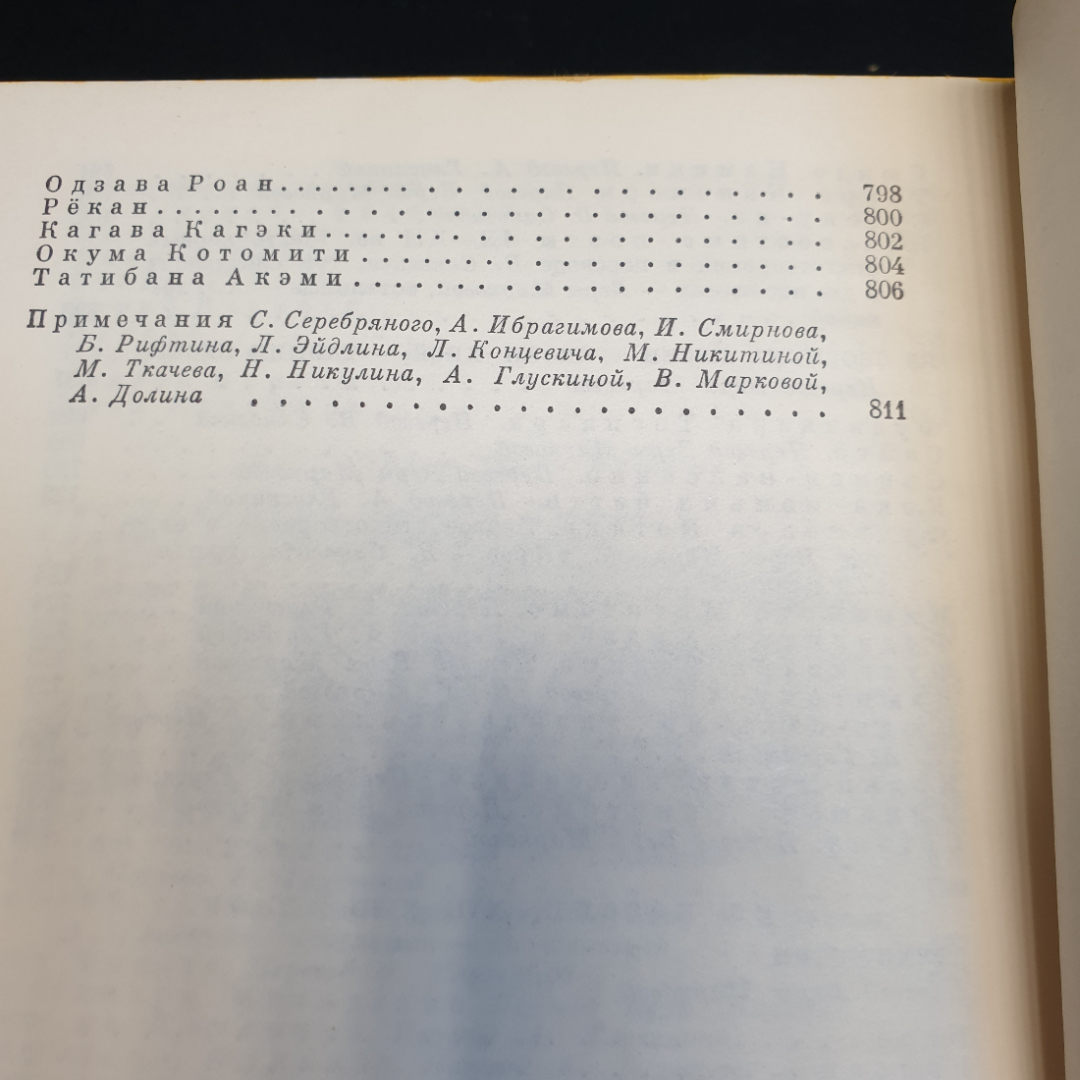 Одзава Роан. . . . . . . . . . . . . . . . . . . . . . . . 798
Рёкан. . . . . . . . . . . . . . . . . . . . . . . . . . . 800
Кагава Кагэки. . . . . . . . . . . . . . . . . . . . . . . 802
Окума Котомити . . . . . . . . . . . . . . . . . . . . . . 804
Татибана Акэми . . . . . . . . . . . . . . . . . . . . . . 806
Примечания С. Серебряного, А. Ибрагимова, И. Смирнова,
Б. Рифтина, Л. Эйдлина, Л. Концевича, М. Никитиной,
М. Ткачева, Н. Никулина, А. Глускиной, В. Марковой,
А. Долина . . . . . . . . . . . . . . . . . . . . . . 811